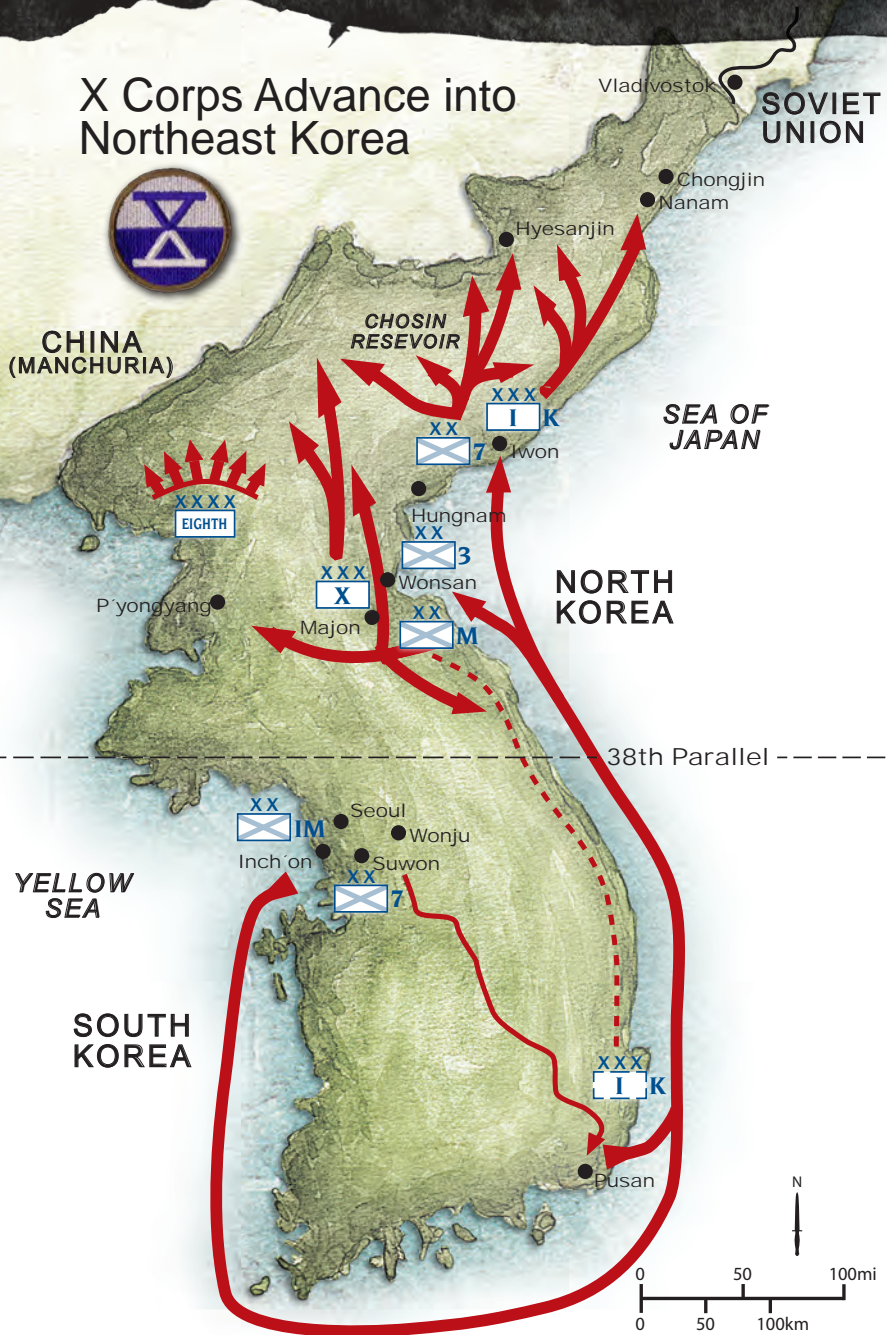 X Corps Advance into
Northeast Korea
Vladivostok
SOVIET
UNION
Chongjin
Nanam
Hyesanjin
CHINA
(MANCHURIA)
CHOSIN
RESEVOIR
SEA OF
JAPAN
XXX
I K
XX
7
Iwon
XXXX
EIGHTH
Hungnam
XX
3
XXX
X
Wonsan
NORTH
KOREA
P´yongyang
Majon
XX
M
38th Parallel
XX
IM
Seoul
Wonju
Inch´on
Suwon
XX
7
YELLOW
SEA
SOUTH
KOREA
XXX
I K
Pusan
N
0 50 100mi
0 50 100km